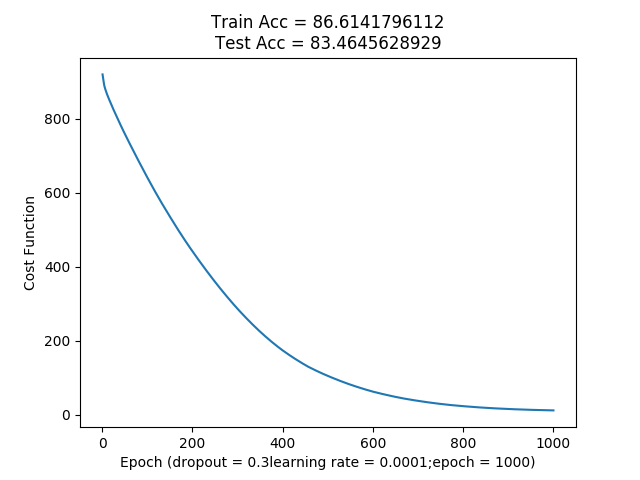 Train Acc = 86.6141796112
Test Acc = 83.4645628929
800
600
400
200
0
Cost Function
0 200 400 600 800 1000
Epoch (dropout = 0.3learning rate = 0.0001;epoch = 1000)